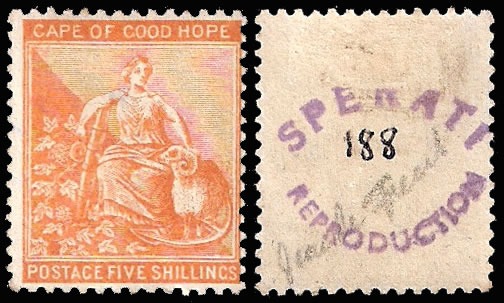 CAPE OF GOOD HOPE
POSTAGE FIVE SHILLINGS
SPERATI
188
REPRODUCTION